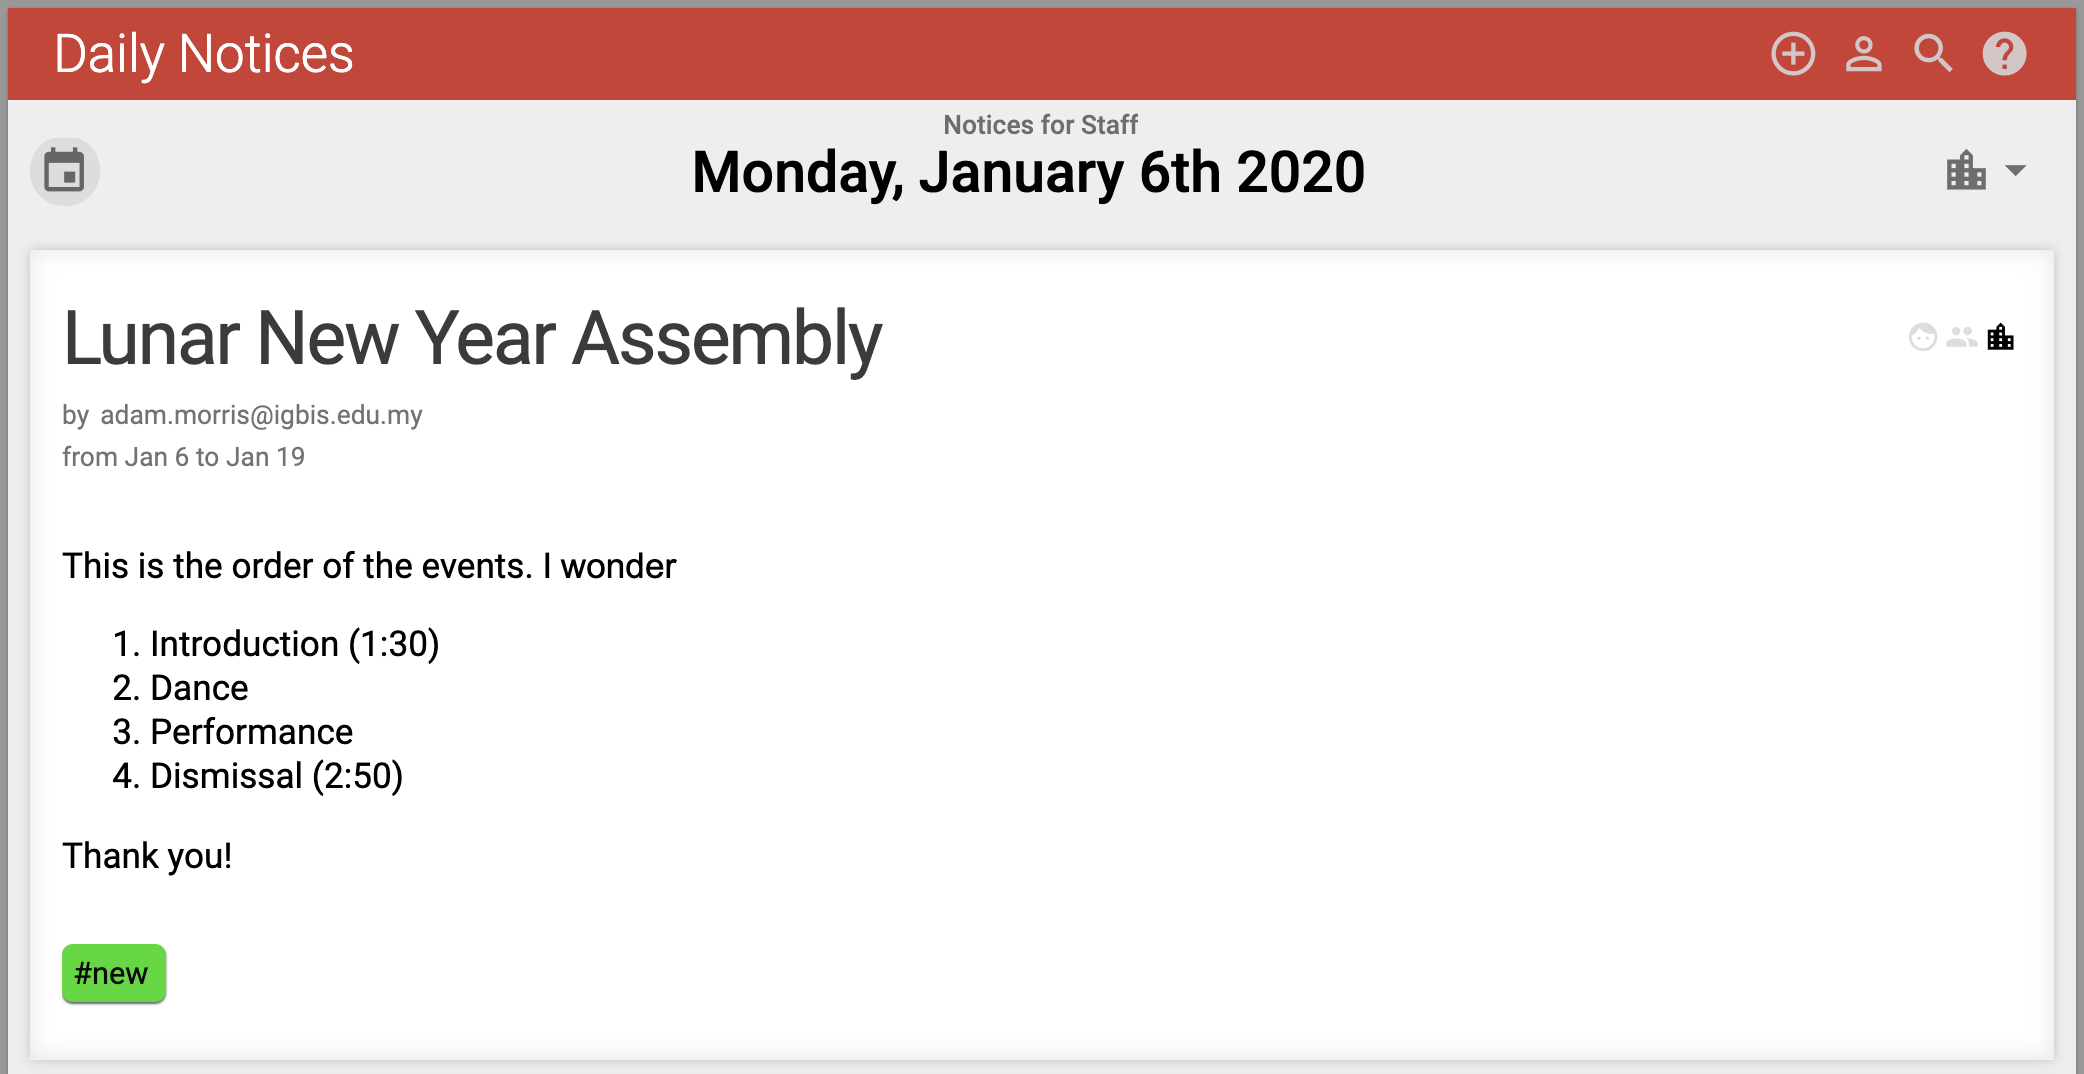 Daily Notices
Notices for Staff
Monday, January 6th 2020
Lunar New Year Assembly
by adam.morris@igbis.edu.my
from Jan 6 to Jan 19
This is the order of the events. I wonder
1. Introduction (1:30)
2. Dance
3. Performance
4. Dismissal (2:50)
Thank you!
#new